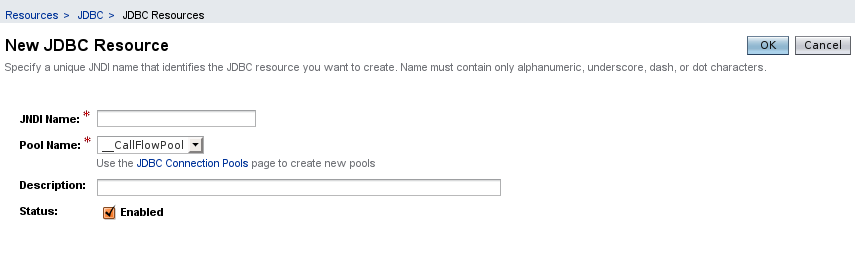 Resources > JDBC > JDBC Resources
New JDBC Resource
OK Cancel
Specify a unique JNDI name that identifies the JDBC resource you want to create. Name must contain only alphanumeric, underscore, dash, or dot characters.
JNDI Name: *
Pool Name: * __CallFlowPool
Use the JDBC Connection Pools page to create new pools
Description:
Status: Enabled